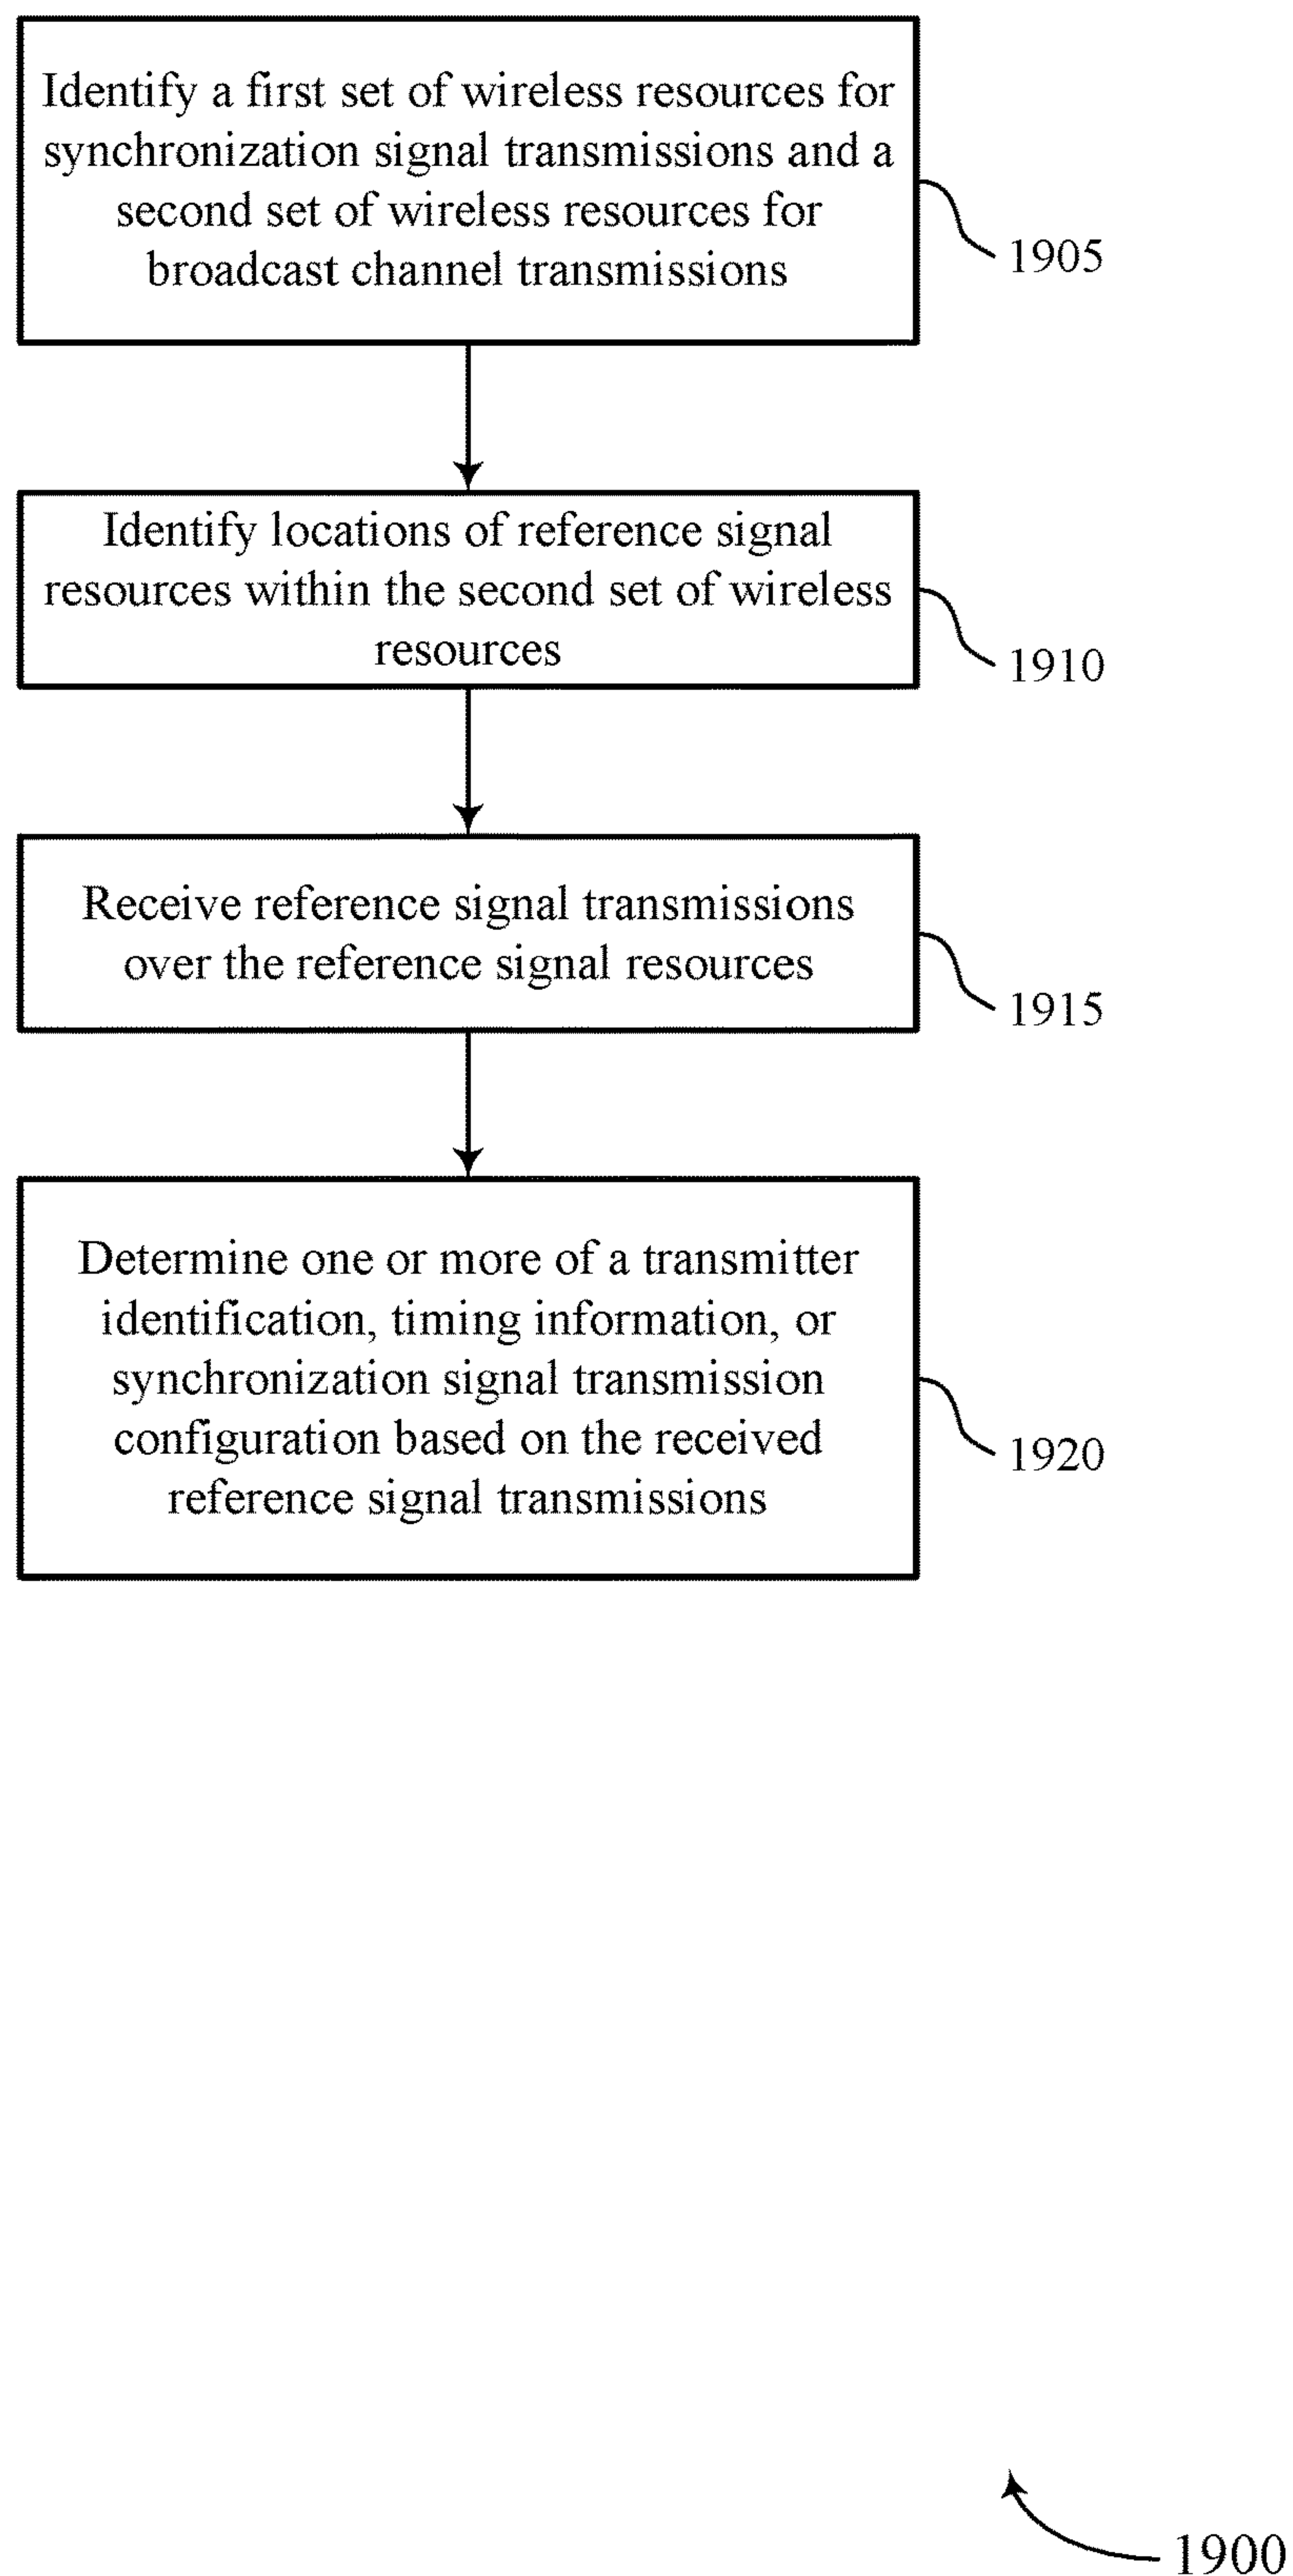 Identify a first set of wireless resources for
synchronization signal transmissions and a
second set of wireless resources for
broadcast channel transmissions
1905
Identify locations of reference signal
resources within the second set of wireless
resources
1910
Receive reference signal transmissions
over the reference signal resources
1915
Determine one or more of a transmitter
identification, timing information, or
synchronization signal transmission
configuration based on the received
reference signal transmissions
1920
1900